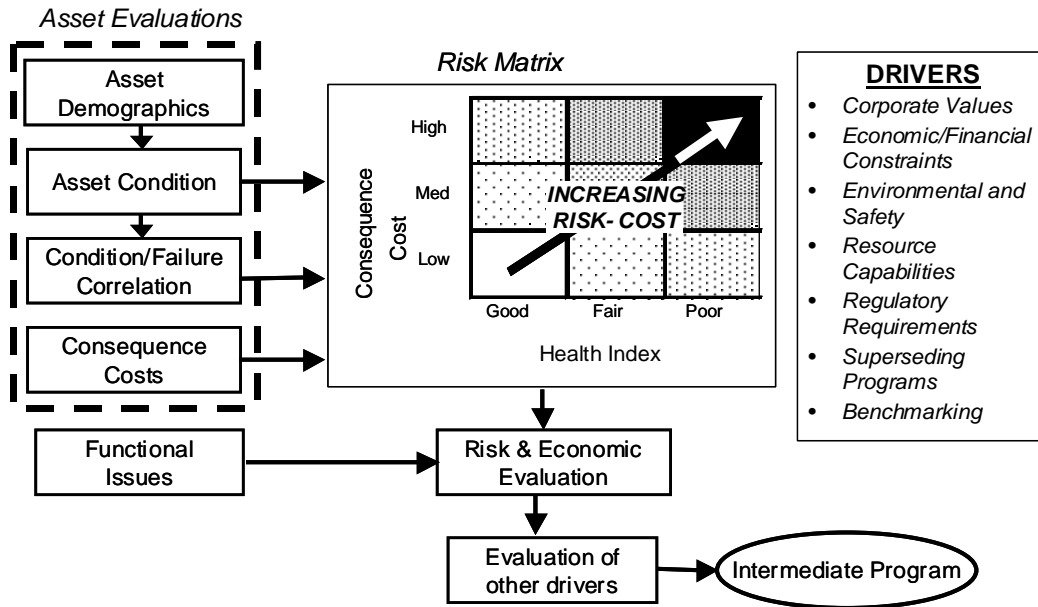 Asset Evaluations
Asset
Demographics
Asset Condition
Condition/Failure
Correlation
Consequence
Costs
Functional
Issues
Risk Matrix
Consequence
Cost
High
Med
Low
INCREASING
RISK- COST
Good Fair Poor
Health Index
Risk & Economic
Evaluation
Evaluation of
other drivers
Intermediate Program
DRIVERS
• Corporate Values
• Economic/Financial
Constraints
• Environmental and
Safety
• Resource
Capabilities
• Regulatory
Requirements
• Superseding
Programs
• Benchmarking